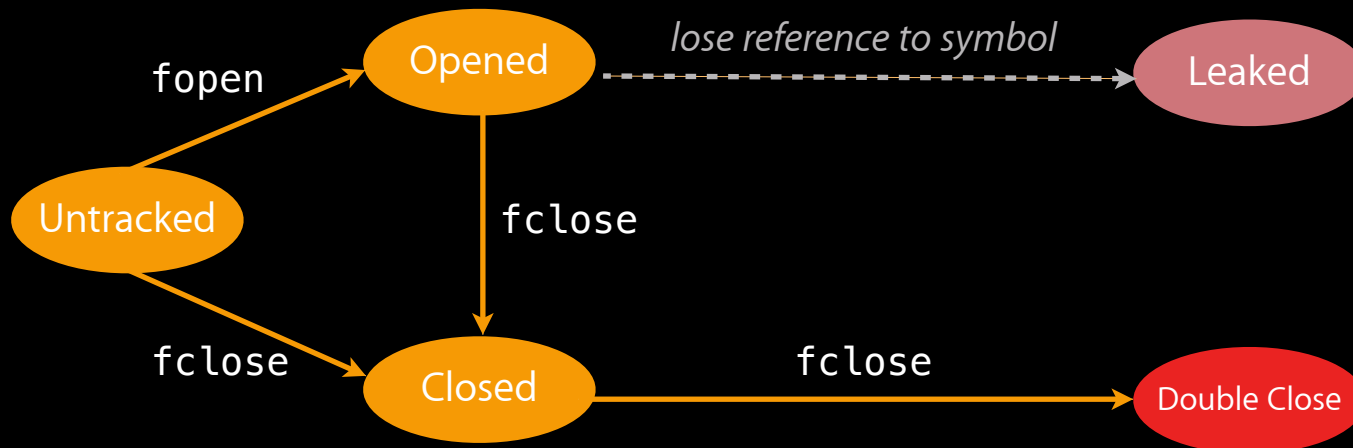 lose reference to symbol
Opened
Leaked
fopen
Untracked
fclose
fclose
fclose
Closed
Double Close